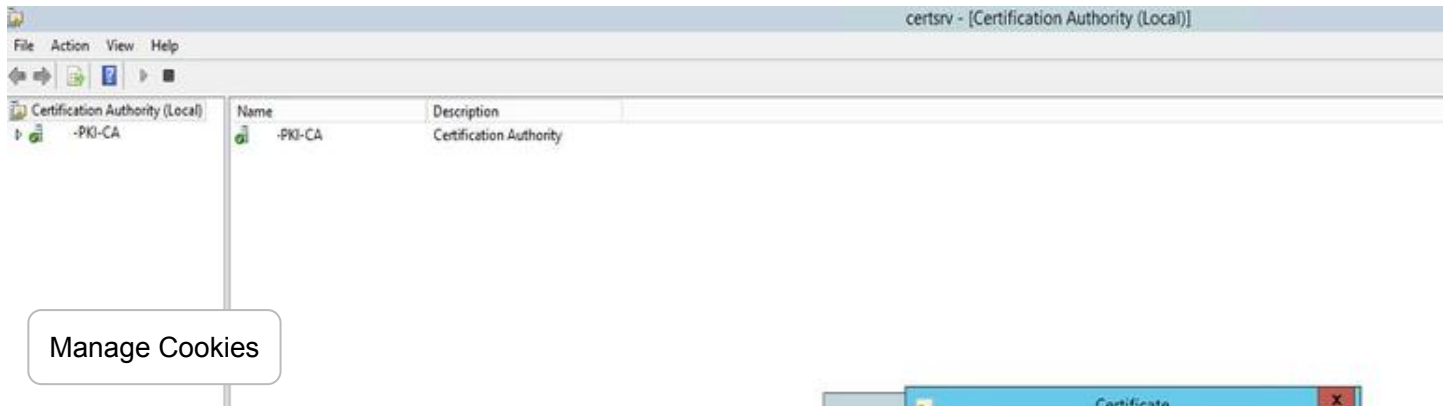 certsrv - [Certification Authority (Local)]
File Action View Help
Certification Authority (Local) Name Description
-PKI-CA -PKI-CA Certification Authority
Manage Cookies
Certificate x